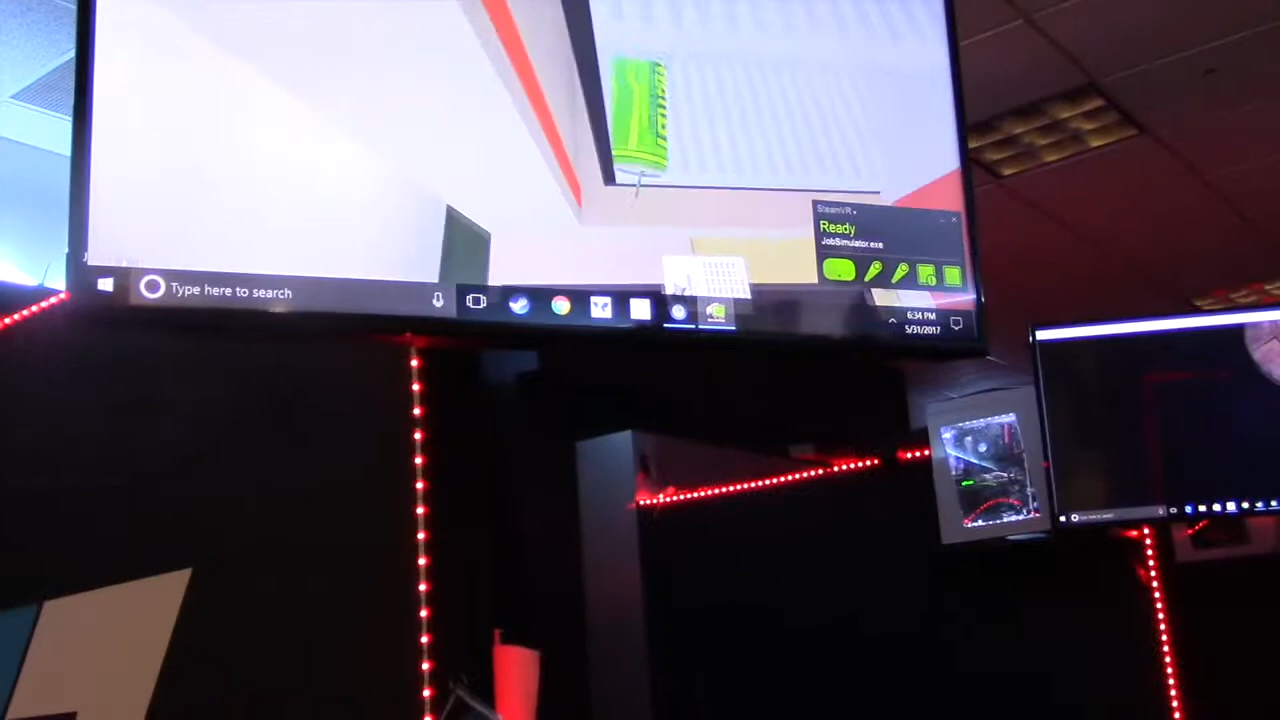 SteamVR
Ready
JobSimulator.exe
Type here to search
6:34 PM
5/31/2017